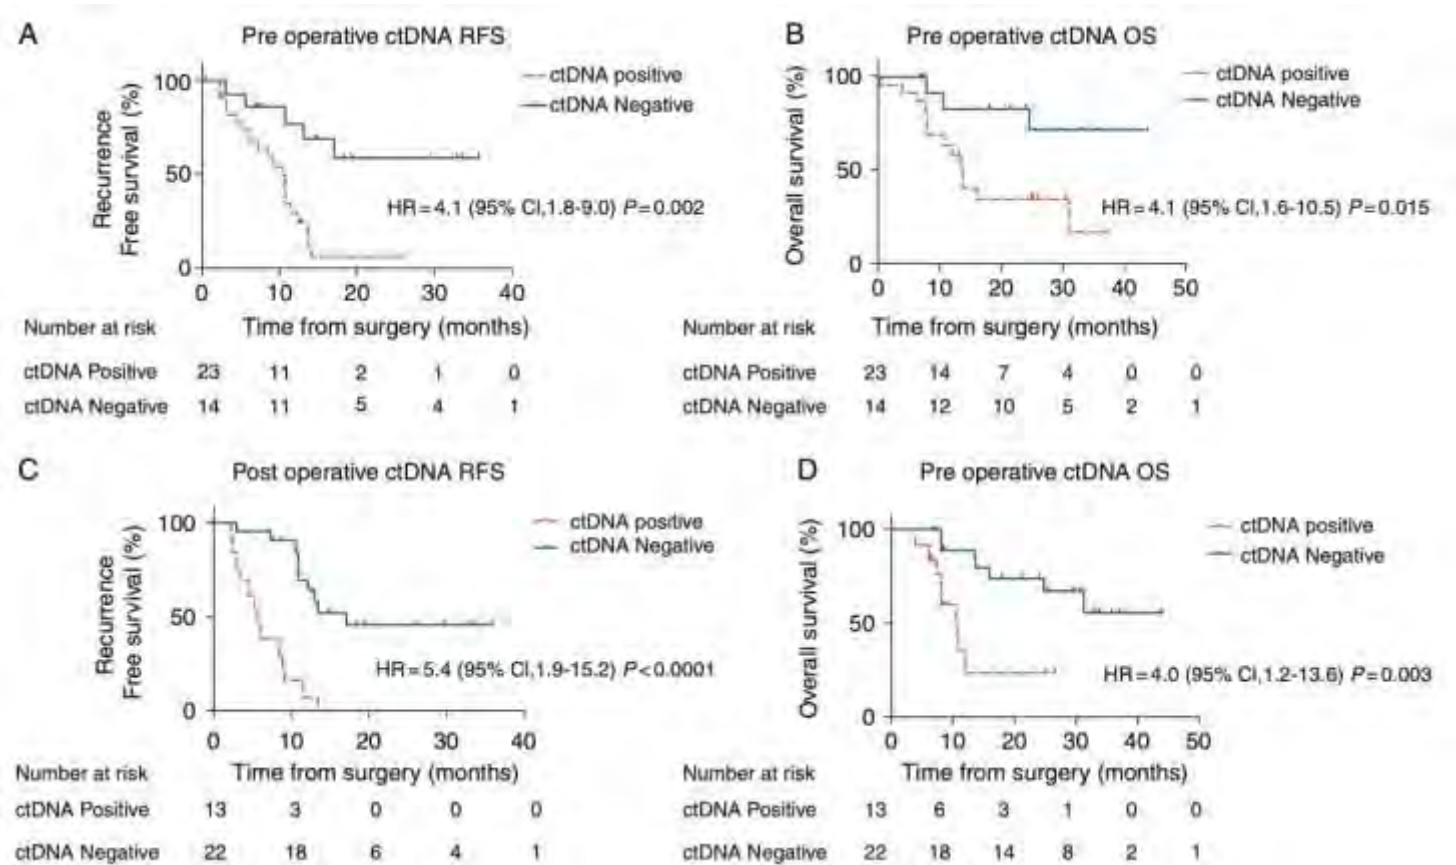 A
Pre operative ctDNA RFS
Recurrence
Free survival (%)
100
50
0
ctDNA positive
ctDNA Negative
HR=4.1 (95% CI,1.8-9.0) P=0.002
0 10 20 30 40
Number at risk Time from surgery (months)
ctDNA Positive 23 11 2 1 0
ctDNA Negative 14 11 5 4 1
B
Pre operative ctDNA OS
Overall survival (%)
100
50
0
ctDNA positive
ctDNA Negative
HR=4.1 (95% CI,1.6-10.5) P=0.015
0 10 20 30 40 50
Number at risk Time from surgery (months)
ctDNA Positive 23 14 7 4 0 0
ctDNA Negative 14 12 10 5 2 1
C
Post operative ctDNA RFS
Recurrence
Free survival (%)
100
50
0
ctDNA positive
ctDNA Negative
HR=5.4 (95% CI,1.9-15.2) P<0.0001
0 10 20 30 40
Number at risk Time from surgery (months)
ctDNA Positive 13 3 0 0 0
ctDNA Negative 22 18 6 4 1
D
Pre operative ctDNA OS
Overall survival (%)
100
50
0
ctDNA positive
ctDNA Negative
HR=4.0 (95% CI,1.2-13.6) P=0.003
0 10 20 30 40 50
Number at risk Time from surgery (months)
ctDNA Positive 13 6 3 1 0 0
ctDNA Negative 22 18 14 8 2 1